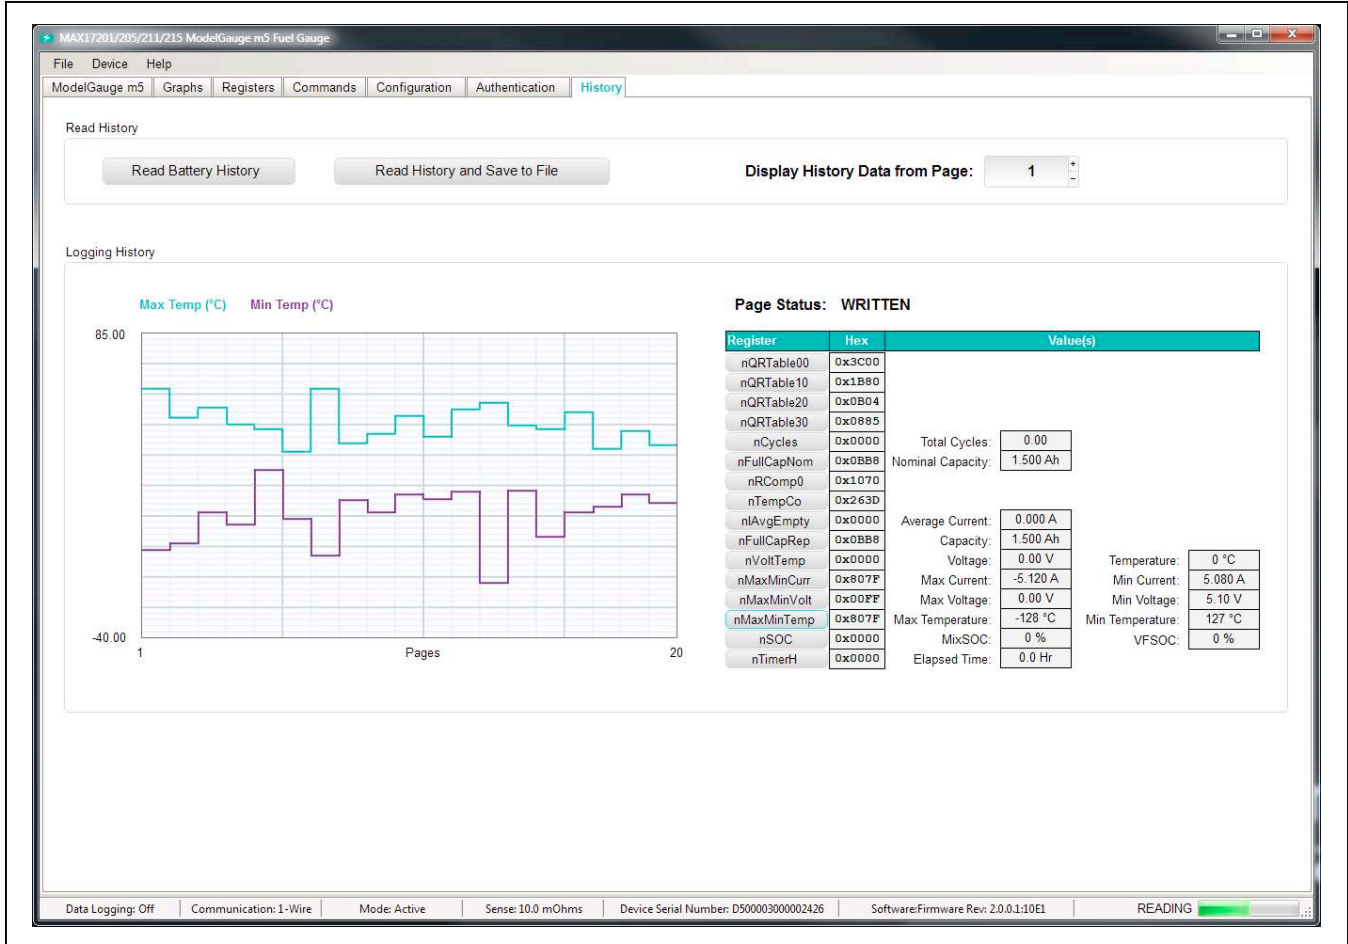 MAX17201/205/211/215 ModelGauge m5 Fuel Gauge
File Device Help
ModelGauge m5 Graphs Registers Commands Configuration Authentication History
Read History
Read Battery History Read History and Save to File Display History Data from Page: 1 + -
Logging History
Max Temp (°C) Min Temp (°C) Page Status: WRITTEN
85.00
-40.00
1 Pages 20
Register Hex Value(s)
nQRTable00 0x3C00
nQRTable10 0x1B80
nQRTable20 0x0B04
nQRTable30 0x0885
nCycles 0x0000 Total Cycles: 0.00
nFullCapNom 0x0BB8 Nominal Capacity: 1.500 Ah
nRComp0 0x1070
nTempCo 0x263D
nIAvgEmpty 0x0000 Average Current: 0.000 A
nFullCapRep 0x0BB8 Capacity: 1.500 Ah
nVoltTemp 0x0000 Voltage: 0.00 V Temperature: 0 °C
nMaxMinCurr 0x807F Max Current: -5.120 A Min Current: 5.080 A
nMaxMinVolt 0x00FF Max Voltage: 0.00 V Min Voltage: 5.10 V
nMaxMinTemp 0x807F Max Temperature: -128 °C Min Temperature: 127 °C
nSOC 0x0000 MixSOC: 0 % VFSOC: 0 %
nTimerH 0x0000 Elapsed Time: 0.0 Hr
Data Logging: Off Communication: 1-Wire Mode: Active Sense: 10.0 mOhms Device Serial Number: D500003000002426 Software:Firmware Rev: 2.0.0.1:10E1 READING